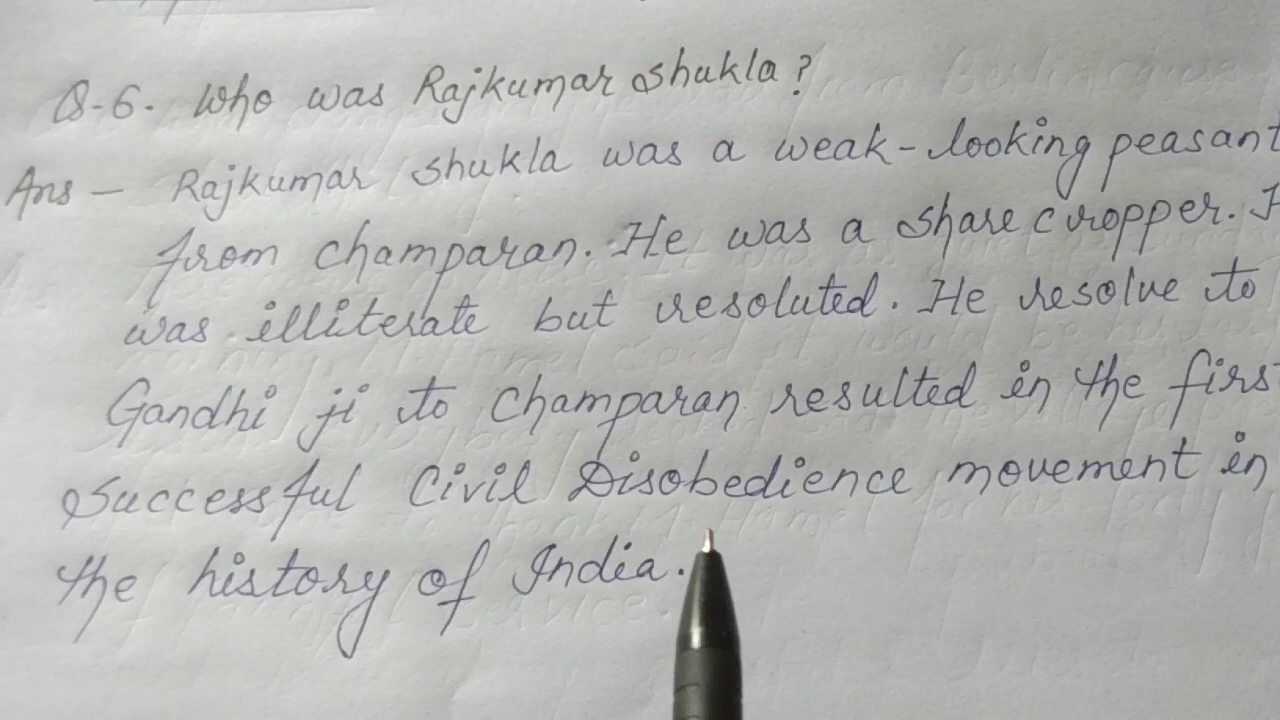 Q-6. Who was Rajkumar Shukla?
Ans - Rajkumar Shukla was a weak-looking peasant
from champaran. He was a share cropper.
was illiterate but resoluted. He resolve to
Gandhi ji to Champaran resulted in the firs
Successful Civil Disobedience movement in
the history of India.